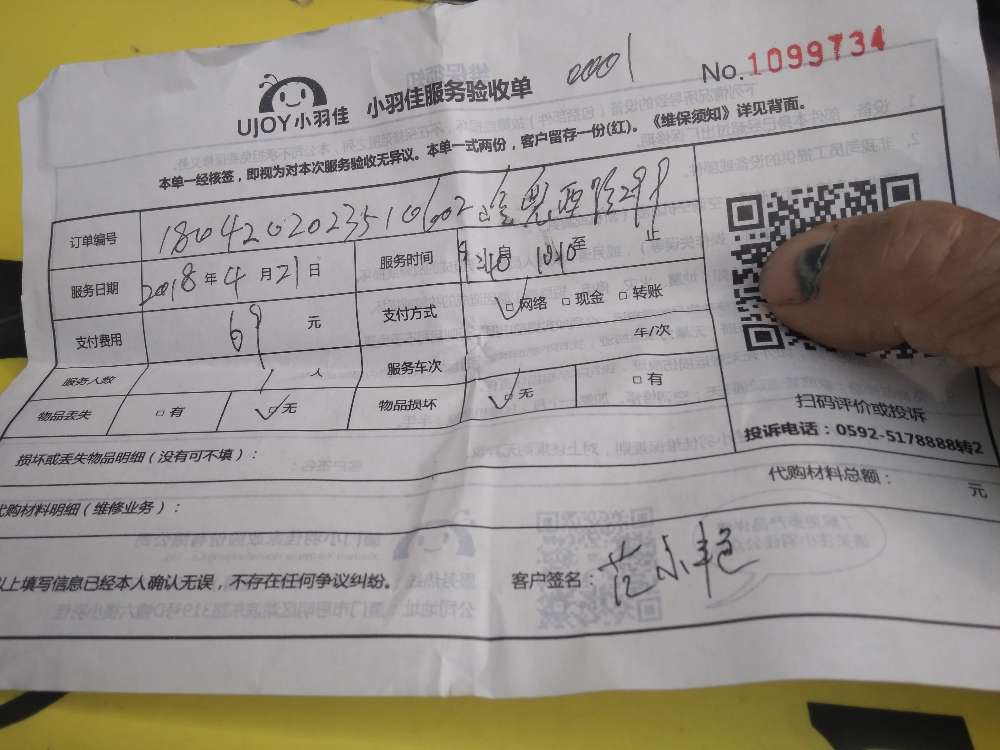 UJOY小羽佳 小羽佳服务验收单 0001 No.1099734
本单一经核签，即视为对本次服务验收无异议。本单一式两份，客户留存一份(红)。《维保须知》详见背面。
订单编号
服务日期 2018年4月21日 服务时间 至 止
支付费用 69 元 支付方式 □网络 □现金 □转账
服务人数 1 人 服务车次 车/次
物品丢失 □有 □无 物品损坏 □无 □有
扫码评价或投诉
投诉电话：0592-5178888转2
损坏或丢失物品明细（没有可不填）：
代购材料总额： 元
代购材料明细（维修业务）：
以上填写信息已经本人确认无误，不存在任何争议纠纷。 客户签名：